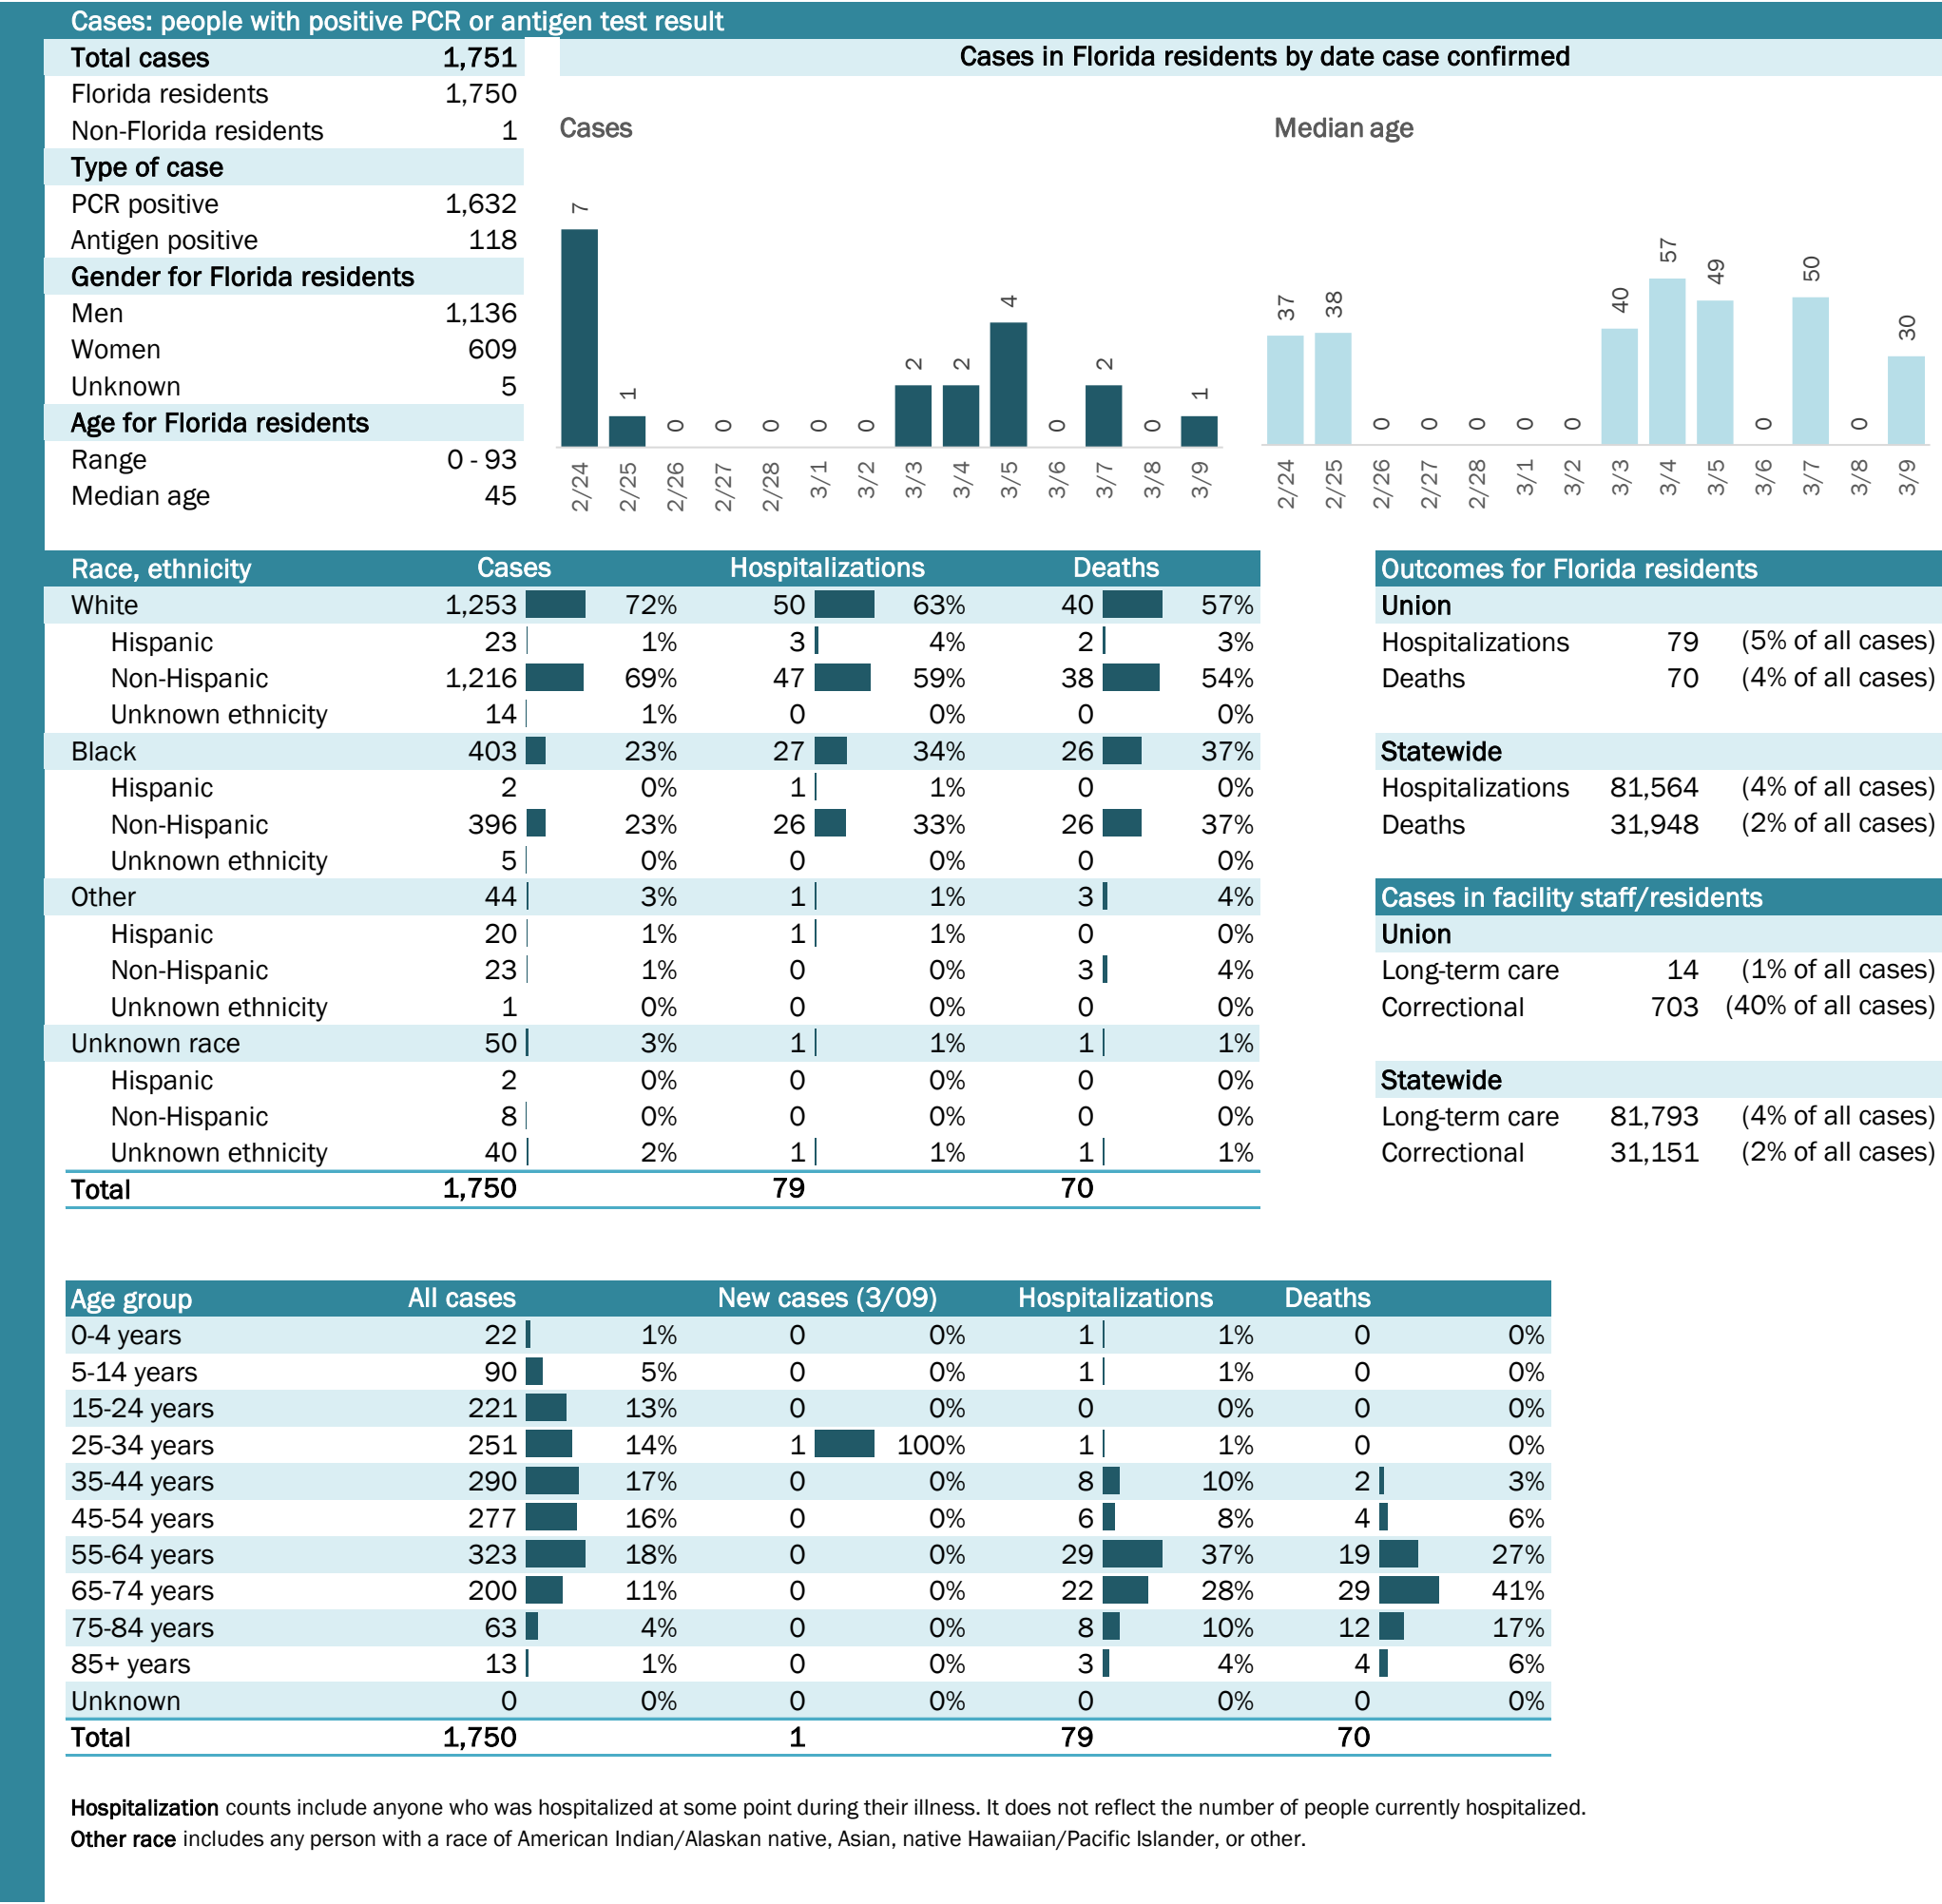 Cases: people with positive PCR or antigen test result
Total cases 1,751
Florida residents 1,750
Non-Florida residents 1
Type of case
PCR positive 1,632
Antigen positive 118
Gender for Florida residents
Men 1,136
Women 609
Unknown 5
Age for Florida residents
Range 0 - 93
Median age 45
Cases in Florida residents by date case confirmed
Cases
7 1 0 0 0 0 0 2 2 4 0 2 0 1
2/24 2/25 2/26 2/27 2/28 3/1 3/2 3/3 3/4 3/5 3/6 3/7 3/8 3/9
Median age
37 38 0 0 0 0 0 40 57 49 0 50 0 30
2/24 2/25 2/26 2/27 2/28 3/1 3/2 3/3 3/4 3/5 3/6 3/7 3/8 3/9
Race, ethnicity Cases Hospitalizations Deaths
White 1,253 72% 50 63% 40 57%
Hispanic 23 1% 3 4% 2 3%
Non-Hispanic 1,216 69% 47 59% 38 54%
Unknown ethnicity 14 1% 0 0% 0 0%
Black 403 23% 27 34% 26 37%
Hispanic 2 0% 1 1% 0 0%
Non-Hispanic 396 23% 26 33% 26 37%
Unknown ethnicity 5 0% 0 0% 0 0%
Other 44 3% 1 1% 3 4%
Hispanic 20 1% 1 1% 0 0%
Non-Hispanic 23 1% 0 0% 3 4%
Unknown ethnicity 1 0% 0 0% 0 0%
Unknown race 50 3% 1 1% 1 1%
Hispanic 2 0% 0 0% 0 0%
Non-Hispanic 8 0% 0 0% 0 0%
Unknown ethnicity 40 2% 1 1% 1 1%
Total 1,750 79 70
Outcomes for Florida residents
Union
Hospitalizations 79 (5% of all cases)
Deaths 70 (4% of all cases)
Statewide
Hospitalizations 81,564 (4% of all cases)
Deaths 31,948 (2% of all cases)
Cases in facility staff/residents
Union
Long-term care 14 (1% of all cases)
Correctional 703 (40% of all cases)
Statewide
Long-term care 81,793 (4% of all cases)
Correctional 31,151 (2% of all cases)
Age group All cases New cases (3/09) Hospitalizations Deaths
0-4 years 22 1% 0 0% 1 1% 0 0%
5-14 years 90 5% 0 0% 1 1% 0 0%
15-24 years 221 13% 0 0% 0 0% 0 0%
25-34 years 251 14% 1 100% 1 1% 0 0%
35-44 years 290 17% 0 0% 8 10% 2 3%
45-54 years 277 16% 0 0% 6 8% 4 6%
55-64 years 323 18% 0 0% 29 37% 19 27%
65-74 years 200 11% 0 0% 22 28% 29 41%
75-84 years 63 4% 0 0% 8 10% 12 17%
85+ years 13 1% 0 0% 3 4% 4 6%
Unknown 0 0% 0 0% 0 0% 0 0%
Total 1,750 1 79 70
Hospitalization counts include anyone who was hospitalized at some point during their illness. It does not reflect the number of people currently hospitalized.
Other race includes any person with a race of American Indian/Alaskan native, Asian, native Hawaiian/Pacific Islander, or other.